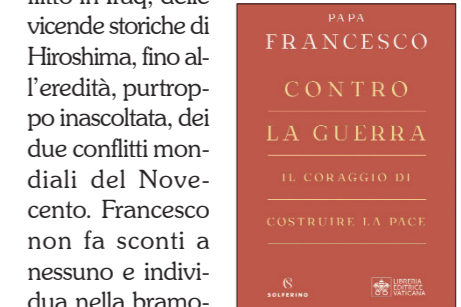 flitto in Iraq, delle
vicende storiche di
Hiroshima, fino al-
l'eredità, purtrop-
po inascoltata, dei
due conflitti mon-
diali del Nove-
cento. Francesco
non fa sconti a
nessuno e indivi-
dua nella bramo-
PAPA
FRANCESCO
CONTRO
LA GUERRA
IL CORAGGIO DI
COSTRUIRE LA PACE
SOLFERINO
LIBRERIA
EDITRICE
VATICANA